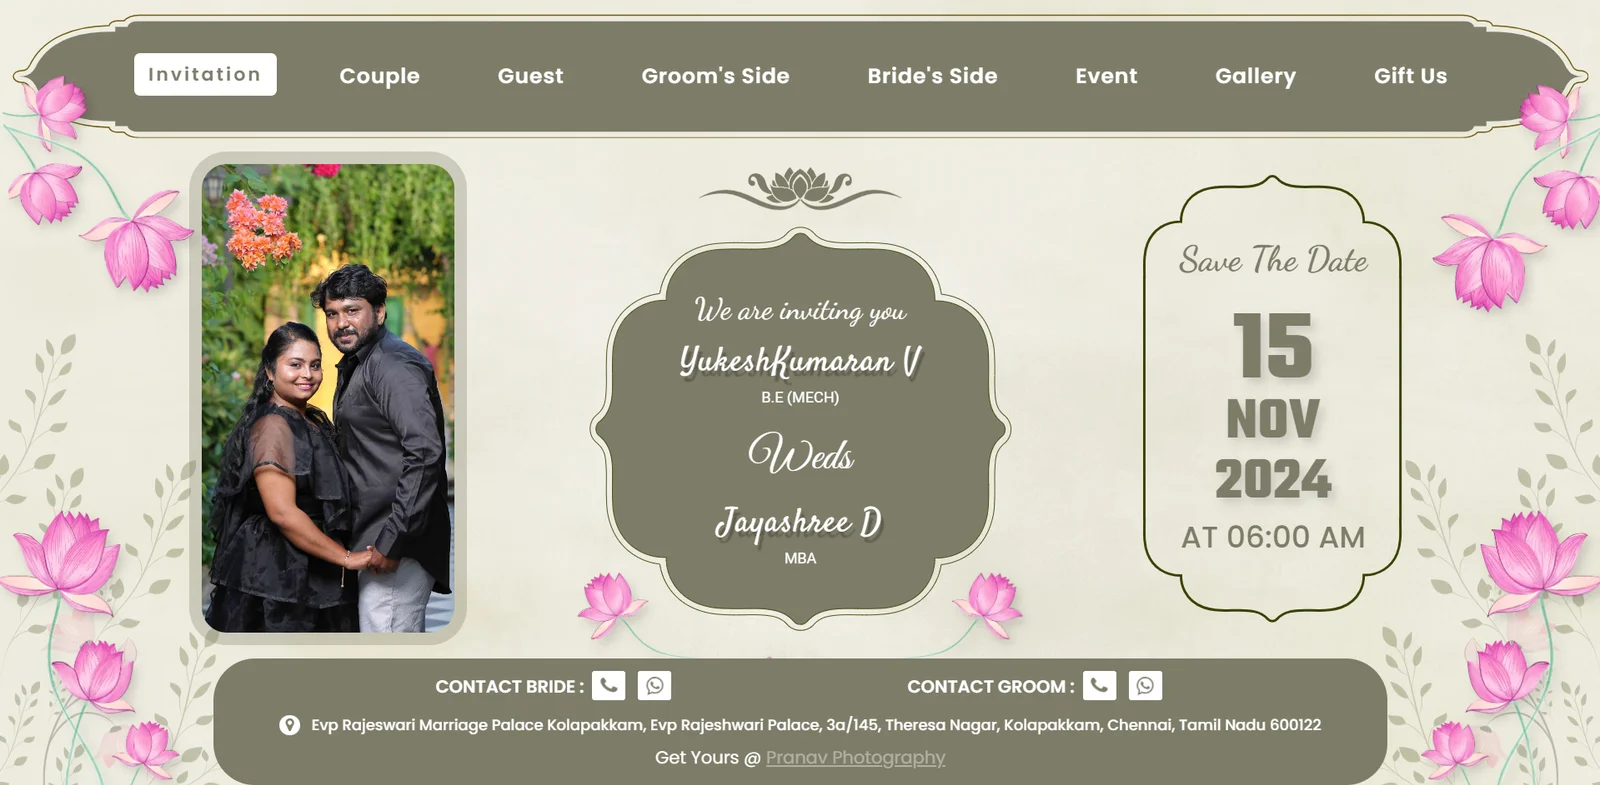 Invitation Couple Guest Groom's Side Bride's Side Event Gallery Gift Us
We are inviting you
YukeshKumaran V
B.E (MECH)
Weds
Jayashree D
MBA
Save The Date
15
NOV
2024
AT 06:00 AM
CONTACT BRIDE : CONTACT GROOM :
Evp Rajeswari Marriage Palace Kolapakkam, Evp Rajeshwari Palace, 3a/145, Theresa Nagar, Kolapakkam, Chennai, Tamil Nadu 600122
Get Yours @ Pranav Photography